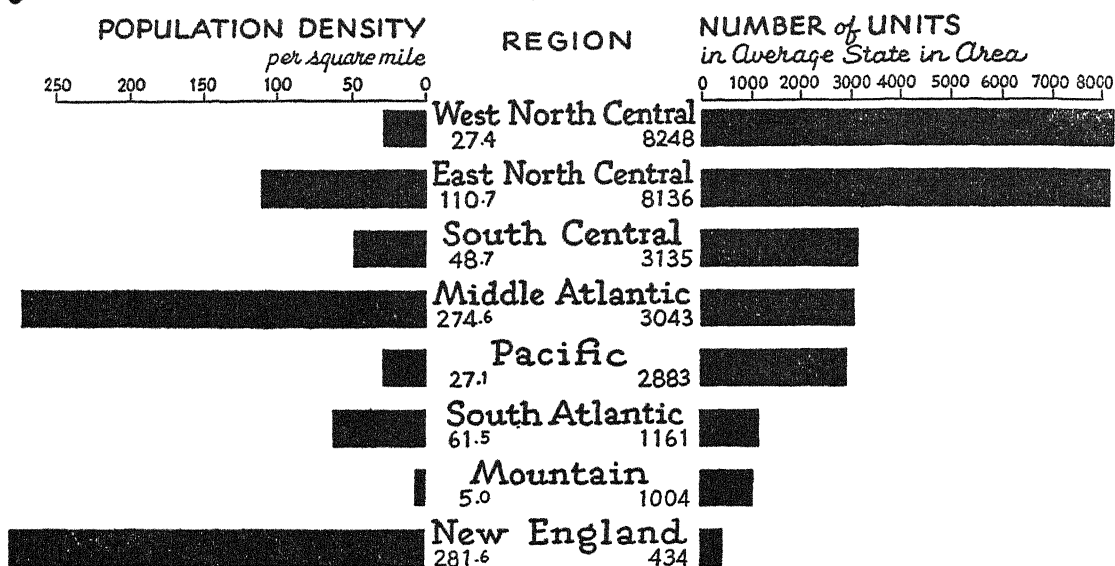 POPULATION DENSITY
per square mile
REGION
NUMBER of UNITS
in Average State in Area
250 200 150 100 50 0
0 1000 2000 3000 4000 5000 6000 7000 8000
West North Central
27.4 8248
East North Central
110.7 8136
South Central
48.7 3135
Middle Atlantic
274.6 3043
Pacific
27.1 2883
South Atlantic
61.5 1161
Mountain
5.0 1004
New England
281.6 434